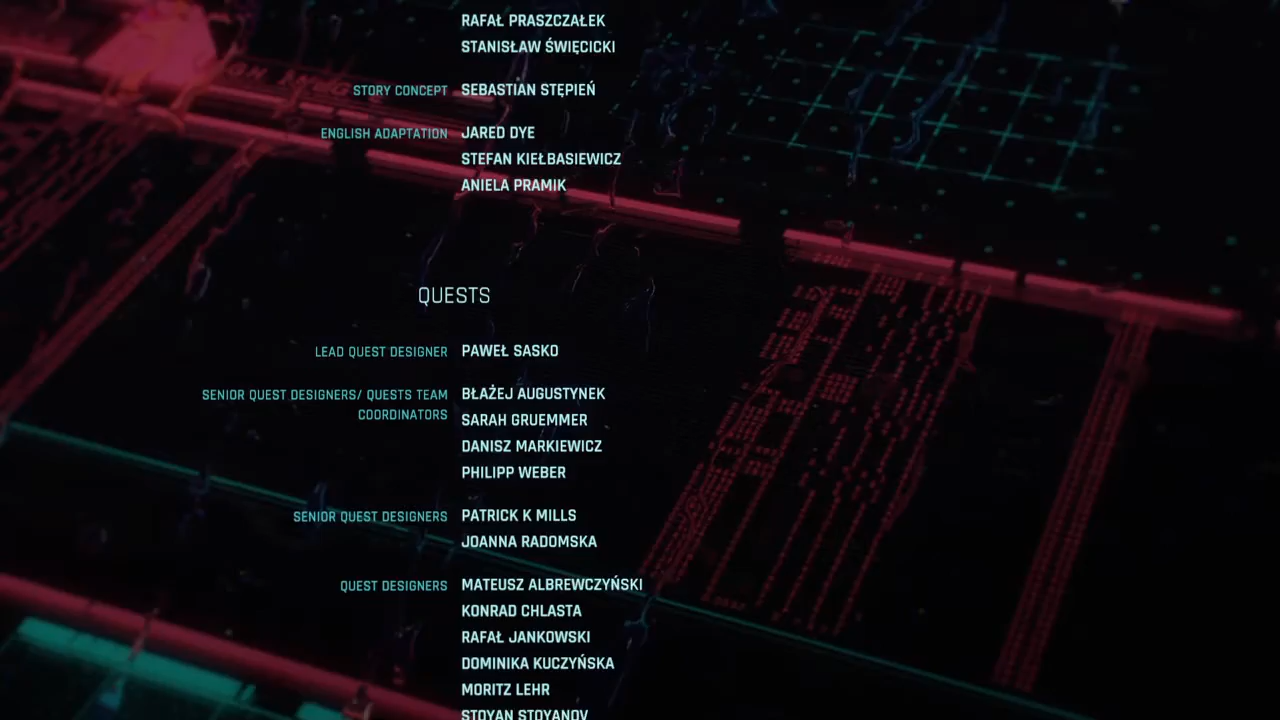 RAFAŁ PRASZCZAŁEK
STANISŁAW ŚWIĘCICKI
STORY CONCEPT SEBASTIAN STĘPIEŃ
ENGLISH ADAPTATION JARED DYE
STEFAN KIEŁBASIEWICZ
ANIELA PRAMIK
QUESTS
LEAD QUEST DESIGNER PAWEŁ SASKO
SENIOR QUEST DESIGNERS/ QUESTS TEAM COORDINATORS BŁAŻEJ AUGUSTYNEK
SARAH GRUEMMER
DANISZ MARKIEWICZ
PHILIPP WEBER
SENIOR QUEST DESIGNERS PATRICK K MILLS
JOANNA RADOMSKA
QUEST DESIGNERS MATEUSZ ALBREWCZYŃSKI
KONRAD CHLASTA
RAFAŁ JANKOWSKI
DOMINIKA KUCZYŃSKA
MORITZ LEHR
STOYAN STOYANOV